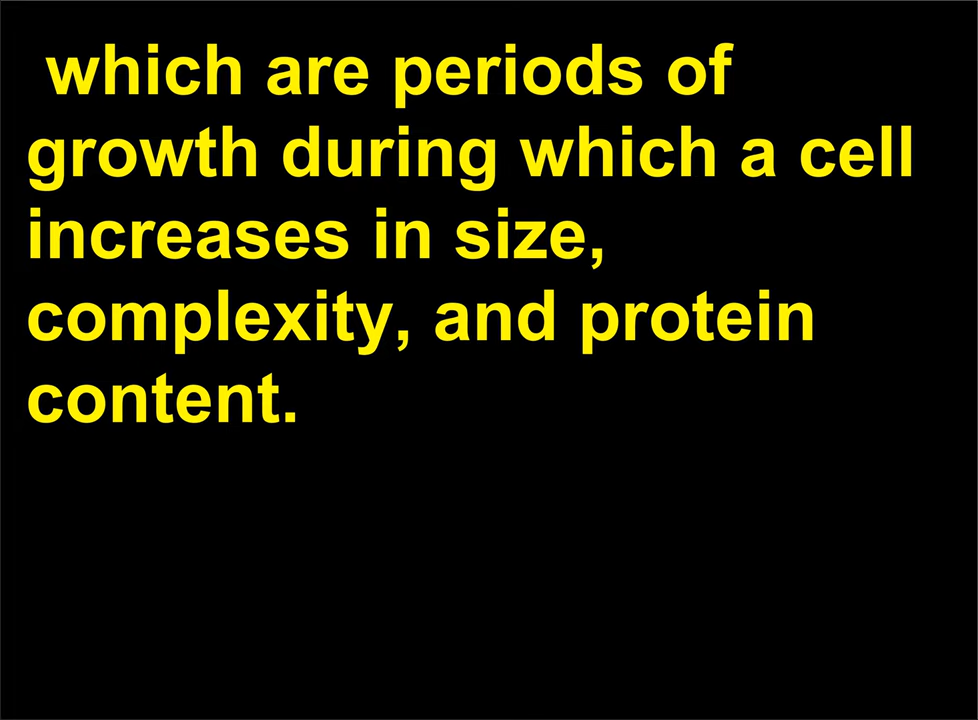 which are periods of
growth during which a cell
increases in size,
complexity, and protein
content.